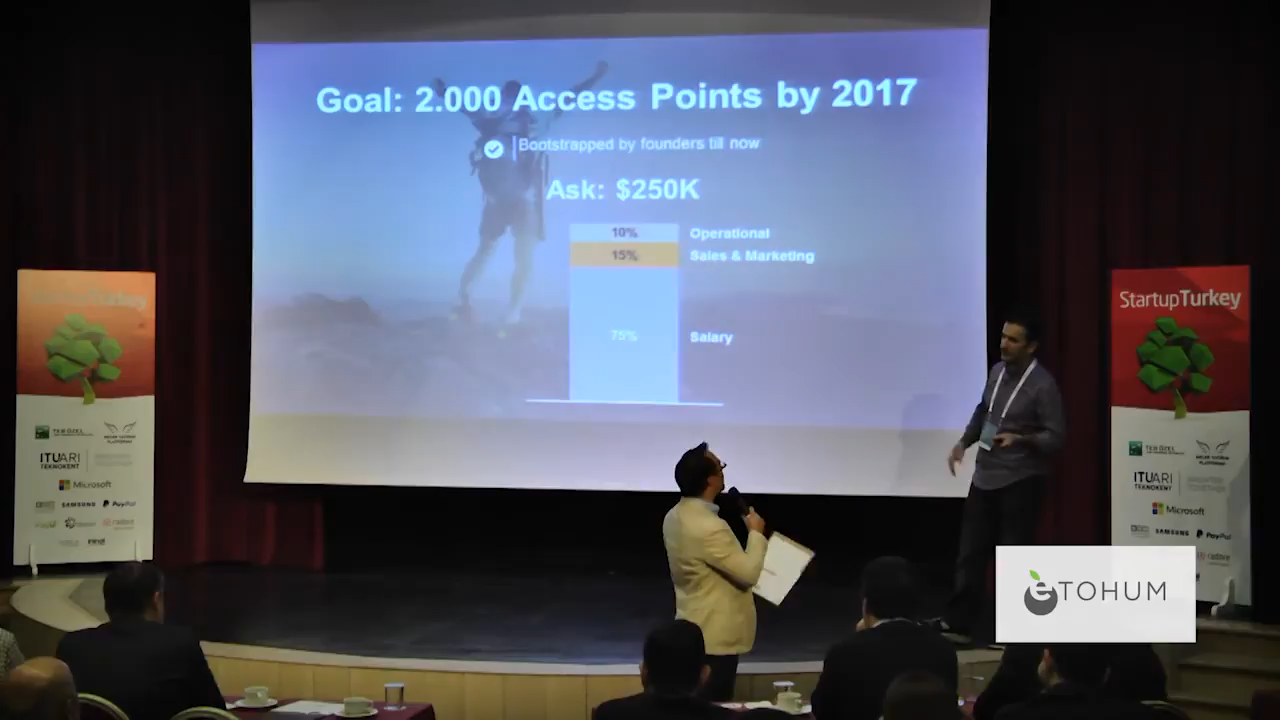 Goal: 2.000 Access Points by 2017
Bootstrapped by founders till now
Ask: $250K
10% Operational
15% Sales & Marketing
75% Salary
StartupTurkey
ITUARI
TEKNOKENT
Microsoft
SAMSUNG PayPal
StartupTurkey
ITUARI
TEKNOKENT
Microsoft
SAMSUNG PayPal
eTOHUM